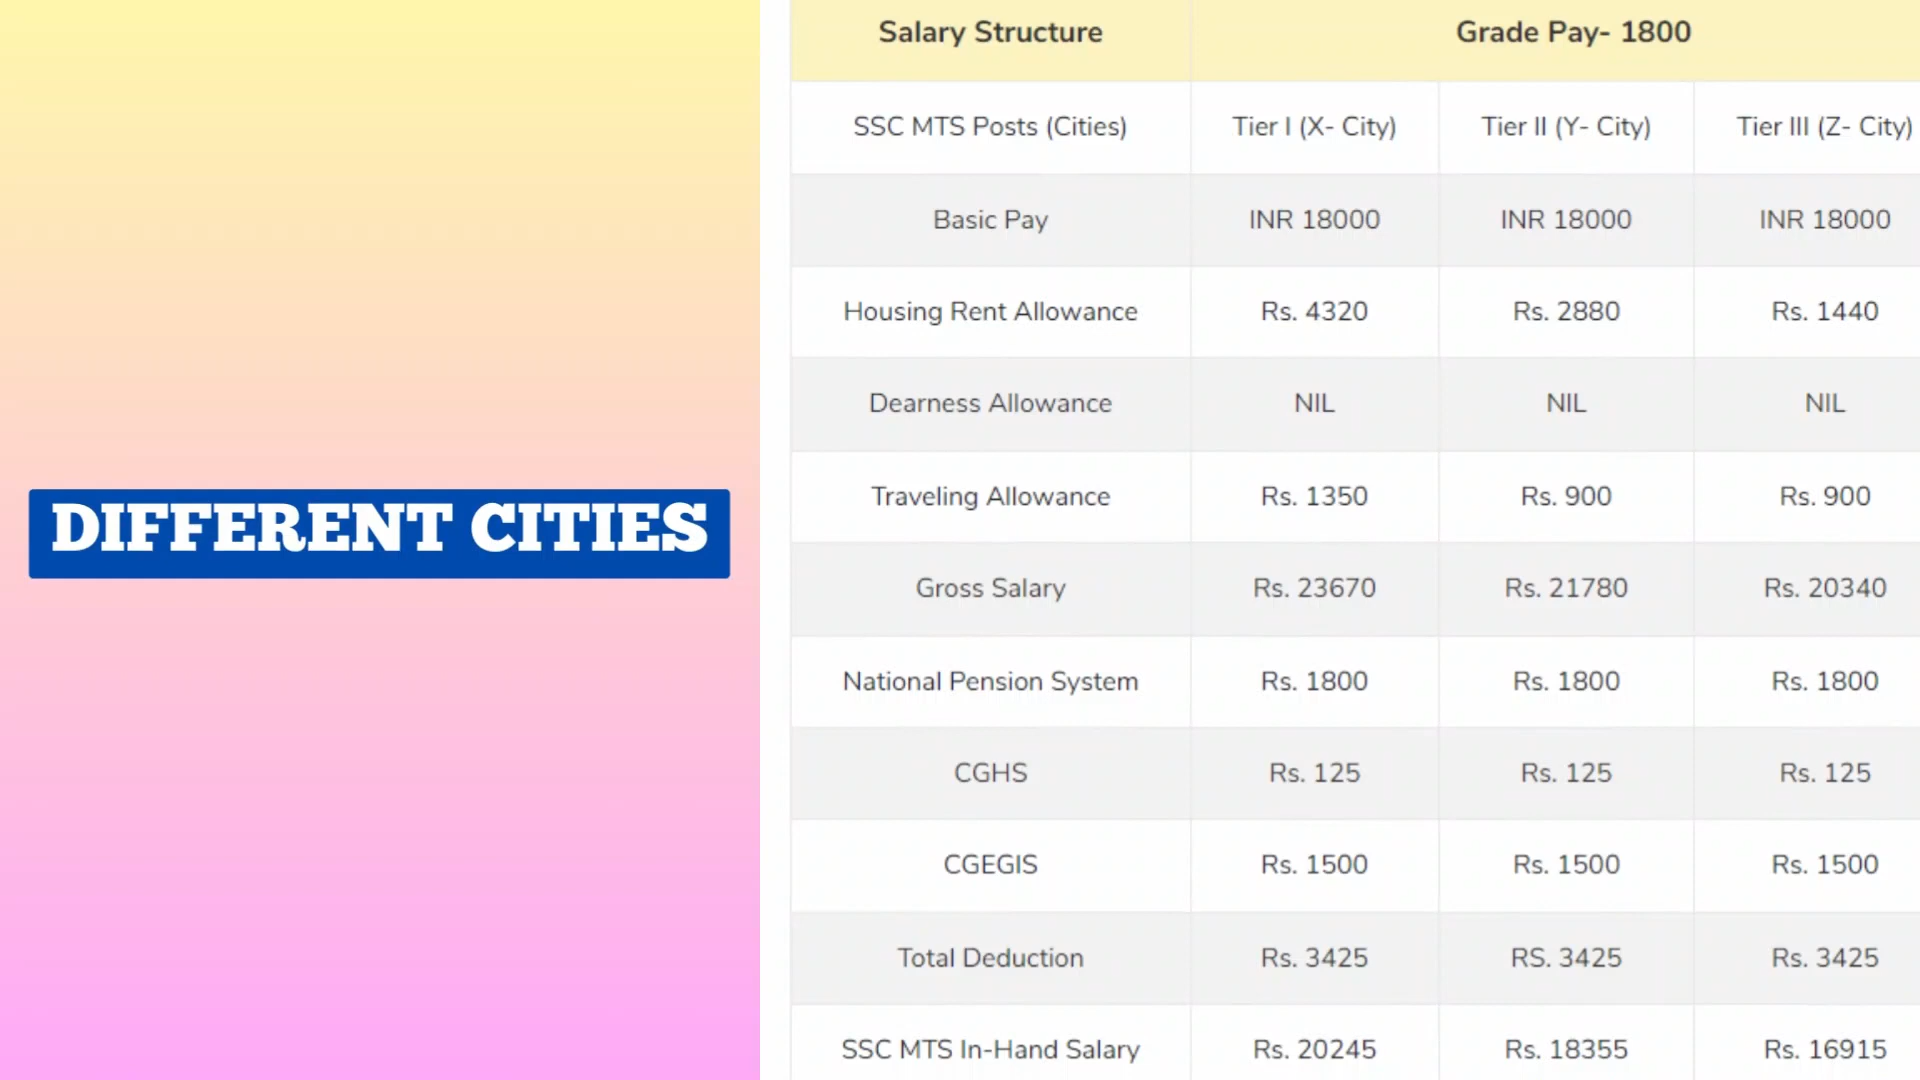 DIFFERENT CITIES
Salary Structure Grade Pay- 1800
SSC MTS Posts (Cities) Tier I (X- City) Tier II (Y- City) Tier III (Z- City)
Basic Pay INR 18000 INR 18000 INR 18000
Housing Rent Allowance Rs. 4320 Rs. 2880 Rs. 1440
Dearness Allowance NIL NIL NIL
Traveling Allowance Rs. 1350 Rs. 900 Rs. 900
Gross Salary Rs. 23670 Rs. 21780 Rs. 20340
National Pension System Rs. 1800 Rs. 1800 Rs. 1800
CGHS Rs. 125 Rs. 125 Rs. 125
CGEGIS Rs. 1500 Rs. 1500 Rs. 1500
Total Deduction Rs. 3425 RS. 3425 Rs. 3425
SSC MTS In-Hand Salary Rs. 20245 Rs. 18355 Rs. 16915